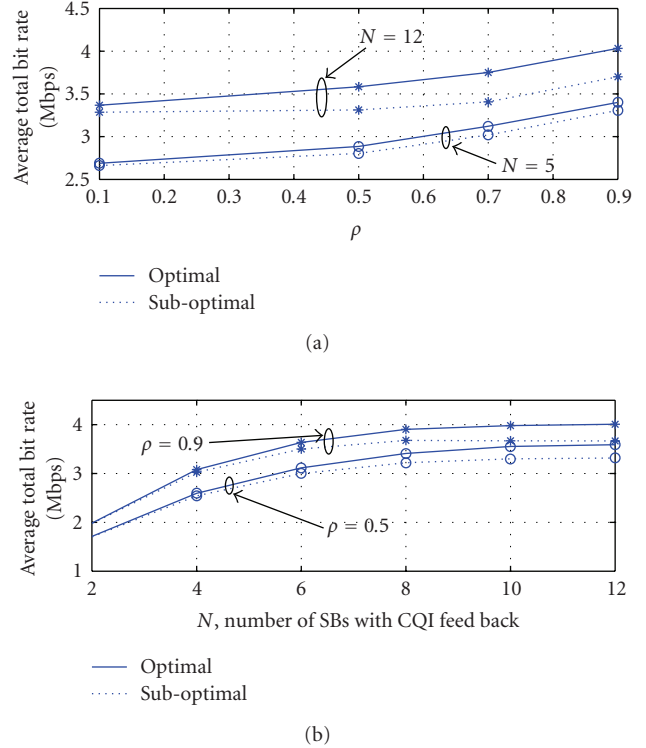 4.5
4
3.5
3
2.5
Average total bit rate
(Mbps)
N = 12
N = 5
0.1 0.2 0.3 0.4 0.5 0.6 0.7 0.8 0.9
ρ
Optimal
Sub-optimal
(a)
4
3
2
1
Average total bit rate
(Mbps)
ρ = 0.9
ρ = 0.5
2 4 6 8 10 12
N, number of SBs with CQI feed back
Optimal
Sub-optimal
(b)